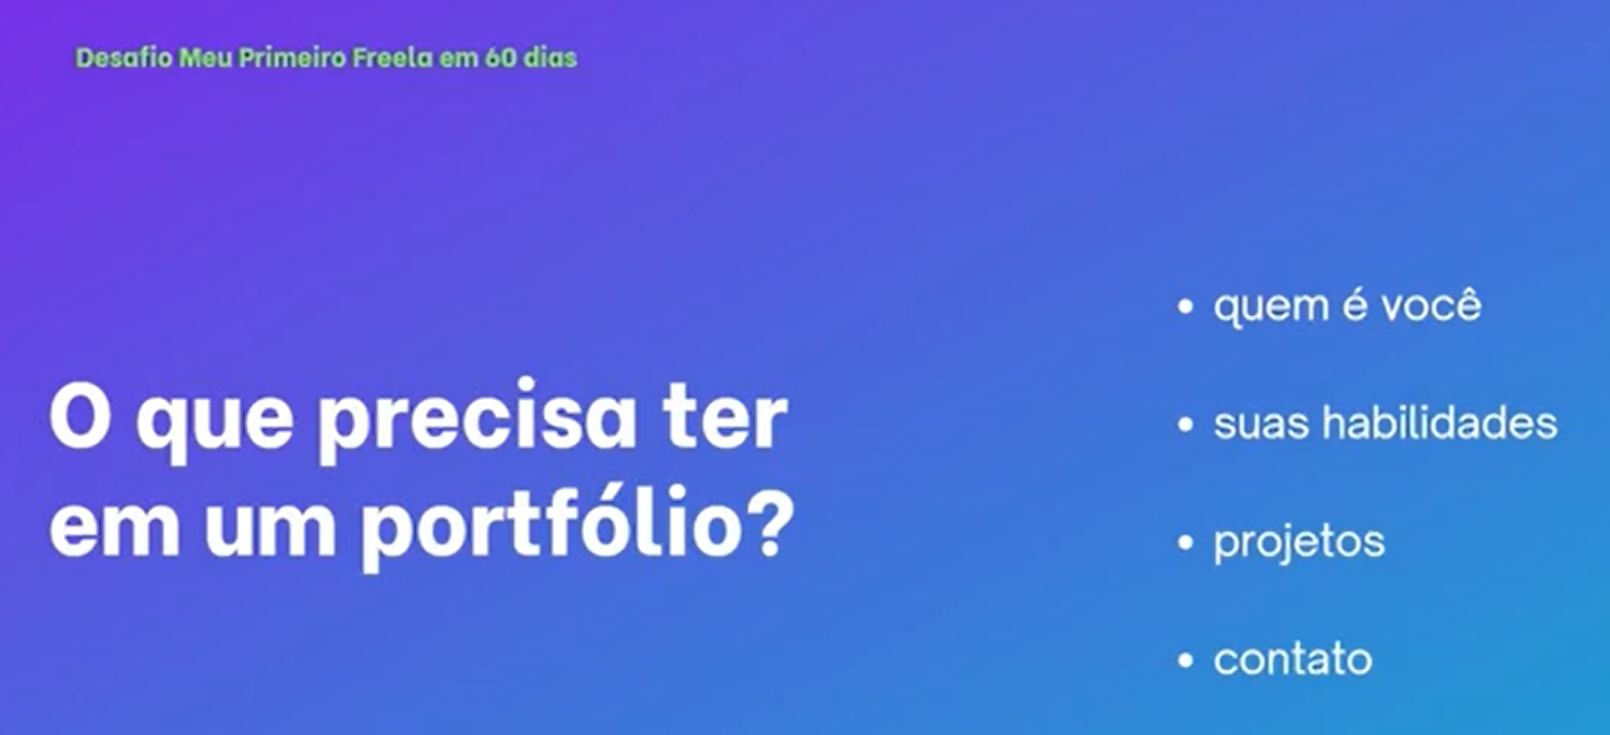 Desafio Meu Primeiro Freela em 60 dias
O que precisa ter
em um portfólio?
• quem é você
• suas habilidades
• projetos
• contato